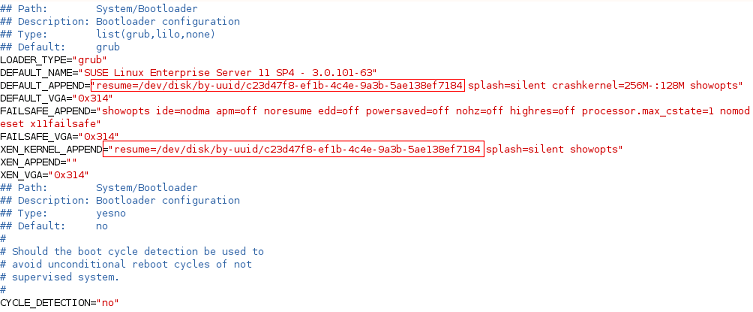 ## Path:        System/Bootloader
## Description: Bootloader configuration
## Type:        list(grub,lilo,none)
## Default:     grub
LOADER_TYPE="grub"
DEFAULT_NAME="SUSE Linux Enterprise Server 11 SP4 - 3.0.101-63"
DEFAULT_APPEND="resume=/dev/disk/by-uuid/c23d47f8-ef1b-4c4e-9a3b-5ae138ef7184 splash=silent crashkernel=256M-:128M showopts"
DEFAULT_VGA="0x314"
FAILSAFE_APPEND="showopts ide=nodma apm=off noresume edd=off powersaved=off nohz=off highres=off processor.max_cstate=1 nomod
eset x11failsafe"
FAILSAFE_VGA="0x314"
XEN_KERNEL_APPEND="resume=/dev/disk/by-uuid/c23d47f8-ef1b-4c4e-9a3b-5ae138ef7184 splash=silent showopts"
XEN_APPEND=""
XEN_VGA="0x314"
## Path:        System/Bootloader
## Description: Bootloader configuration
## Type:        yesno
## Default:     no
#
# Should the boot cycle detection be used to
# avoid unconditional reboot cycles of not
# supervised system.
#
CYCLE_DETECTION="no"